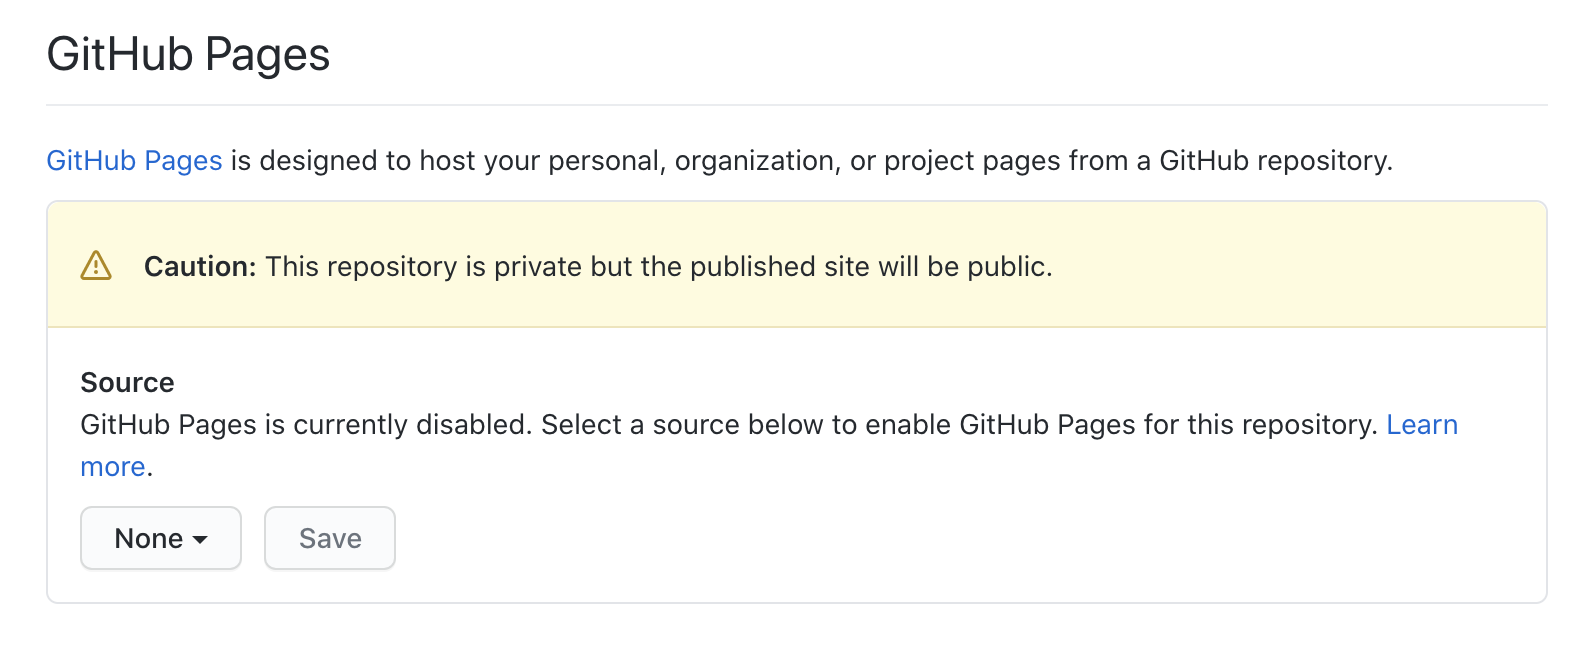 GitHub Pages
GitHub Pages is designed to host your personal, organization, or project pages from a GitHub repository.
Caution: This repository is private but the published site will be public.
Source
GitHub Pages is currently disabled. Select a source below to enable GitHub Pages for this repository. Learn
more.
None
Save